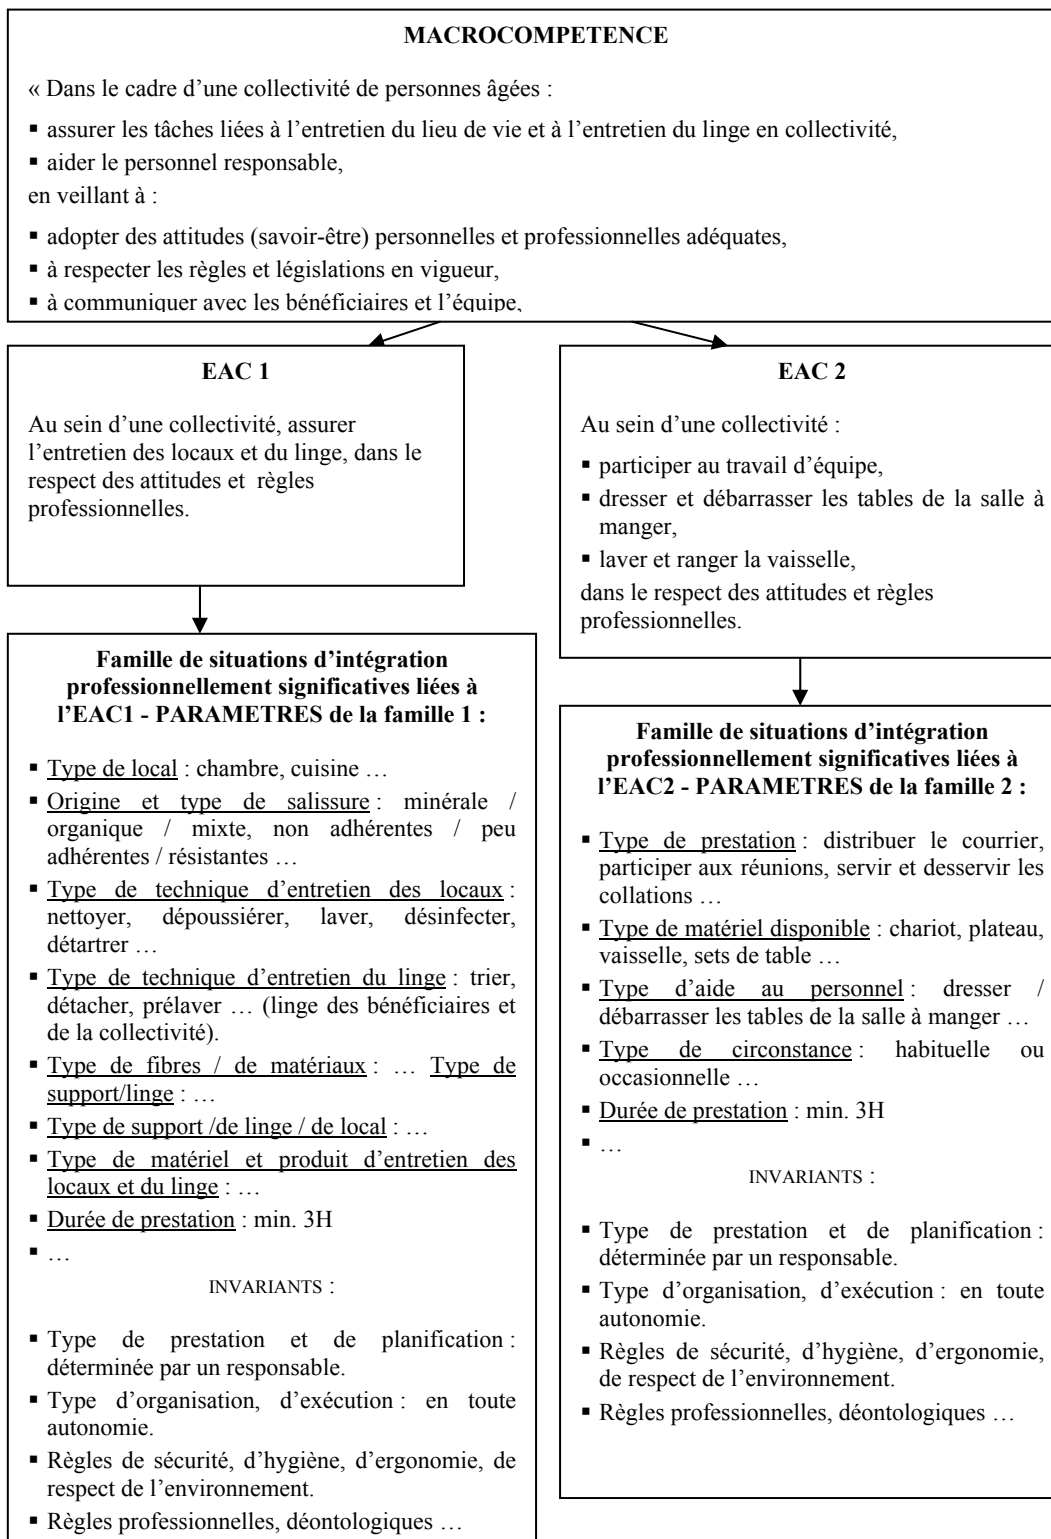 MACROCOMPETENCE
« Dans le cadre d’une collectivité de personnes âgées :
▪ assurer les tâches liées à l’entretien du lieu de vie et à l’entretien du linge en collectivité,
▪ aider le personnel responsable,
en veillant à :
▪ adopter des attitudes (savoir-être) personnelles et professionnelles adéquates,
▪ à respecter les règles et législations en vigueur,
▪ à communiquer avec les bénéficiaires et l’équipe,
EAC 1
Au sein d’une collectivité, assurer
l’entretien des locaux et du linge, dans le
respect des attitudes et règles
professionnelles.
EAC 2
Au sein d’une collectivité :
▪ participer au travail d’équipe,
▪ dresser et débarrasser les tables de la salle à
manger,
▪ laver et ranger la vaisselle,
dans le respect des attitudes et règles
professionnelles.
Famille de situations d’intégration
professionnellement significatives liées à
l’EAC1 - PARAMETRES de la famille 1 :
▪ Type de local : chambre, cuisine …
▪ Origine et type de salissure : minérale /
organique / mixte, non adhérentes / peu
adhérentes / résistantes …
▪ Type de technique d’entretien des locaux :
nettoyer, dépoussiérer, laver, désinfecter,
détartrer …
▪ Type de technique d’entretien du linge : trier,
détacher, prélaver … (linge des bénéficiaires et
de la collectivité).
▪ Type de fibres / de matériaux : … Type de
support/linge : …
▪ Type de support /de linge / de local : …
▪ Type de matériel et produit d’entretien des
locaux et du linge : …
▪ Durée de prestation : min. 3H
▪ …
INVARIANTS :
▪ Type de prestation et de planification :
déterminée par un responsable.
▪ Type d’organisation, d’exécution : en toute
autonomie.
▪ Règles de sécurité, d’hygiène, d’ergonomie, de
respect de l’environnement.
▪ Règles professionnelles, déontologiques …
Famille de situations d’intégration
professionnellement significatives liées à
l’EAC2 - PARAMETRES de la famille 2 :
▪ Type de prestation : distribuer le courrier,
participer aux réunions, servir et desservir les
collations …
▪ Type de matériel disponible : chariot, plateau,
vaisselle, sets de table …
▪ Type d’aide au personnel : dresser /
débarrasser les tables de la salle à manger …
▪ Type de circonstance : habituelle ou
occasionnelle …
▪ Durée de prestation : min. 3H
▪ …
INVARIANTS :
▪ Type de prestation et de planification :
déterminée par un responsable.
▪ Type d’organisation, d’exécution : en toute
autonomie.
▪ Règles de sécurité, d’hygiène, d’ergonomie,
de respect de l’environnement.
▪ Règles professionnelles, déontologiques …